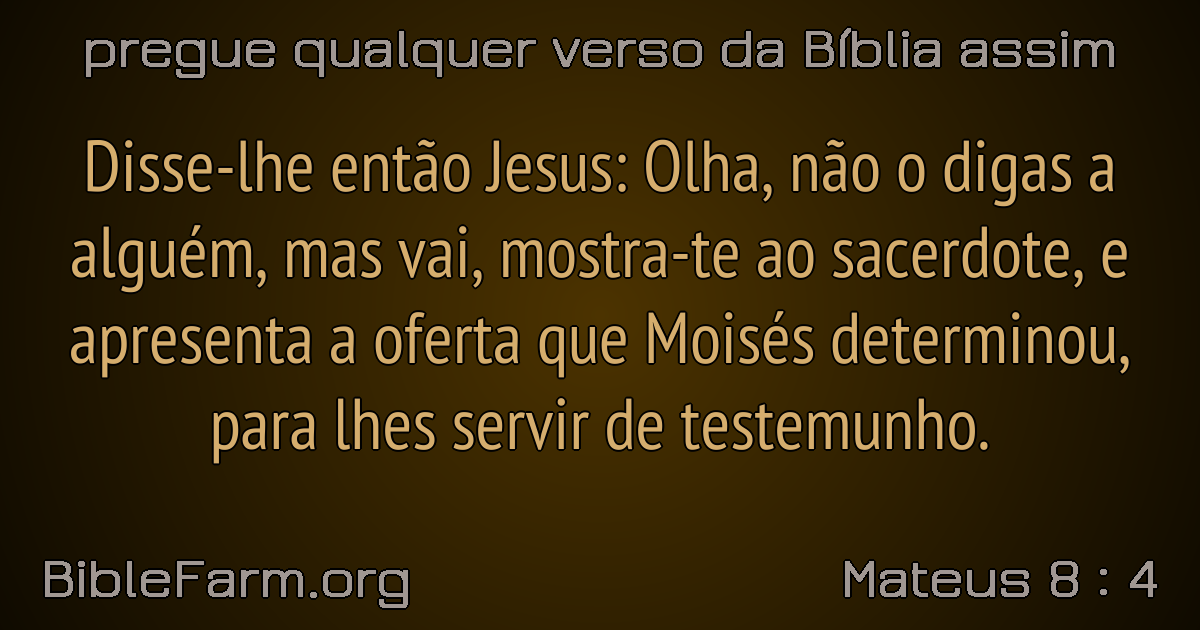 pregue qualquer verso da Bíblia assim
Disse-lhe então Jesus: Olha, não o digas a
alguém, mas vai, mostra-te ao sacerdote, e
apresenta a oferta que Moisés determinou,
para lhes servir de testemunho.
BibleFarm.org
Mateus 8 : 4